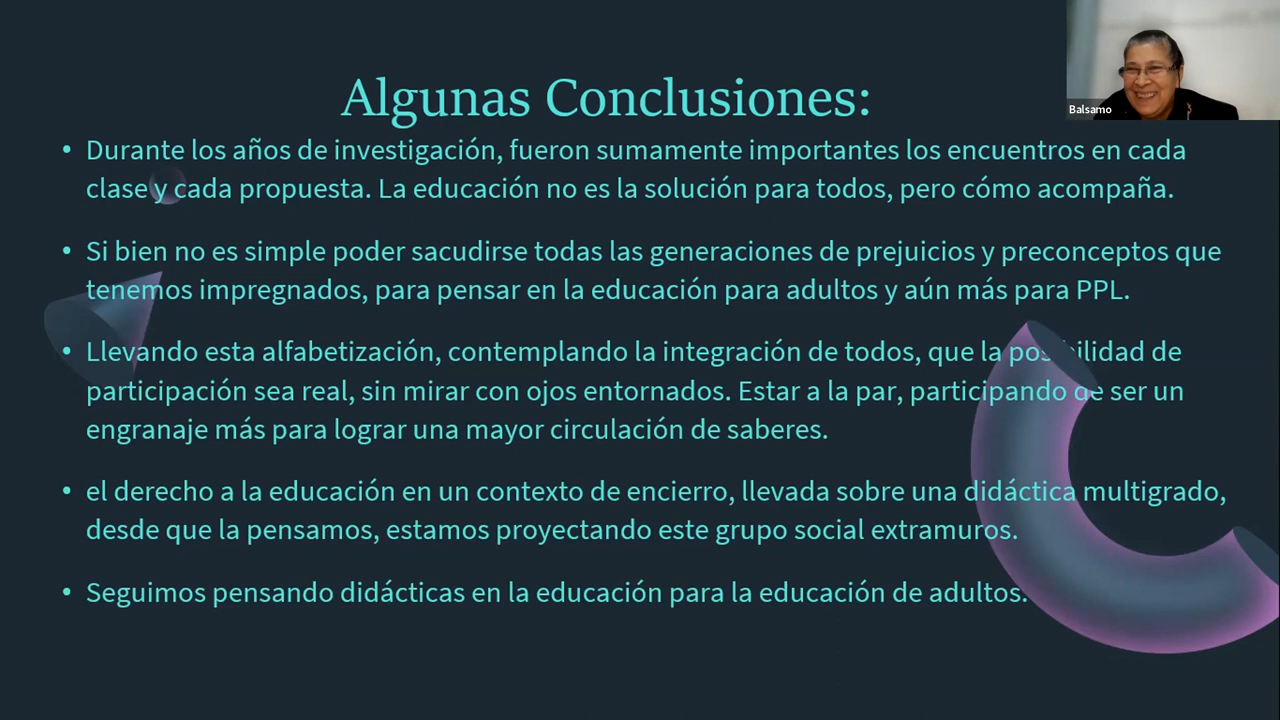 Algunas Conclusiones:
Balsamo
• Durante los años de investigación, fueron sumamente importantes los encuentros en cada
clase y cada propuesta. La educación no es la solución para todos, pero cómo acompaña.
• Si bien no es simple poder sacudirse todas las generaciones de prejuicios y preconceptos que
tenemos impregnados, para pensar en la educación para adultos y aún más para PPL.
• Llevando esta alfabetización, contemplando la integración de todos, que la posibilidad de
participación sea real, sin mirar con ojos entornados. Estar a la par, participando de ser un
engranaje más para lograr una mayor circulación de saberes.
• el derecho a la educación en un contexto de encierro, llevada sobre una didáctica multigrado,
desde que la pensamos, estamos proyectando este grupo social extramuros.
• Seguimos pensando didácticas en la educación para la educación de adultos.